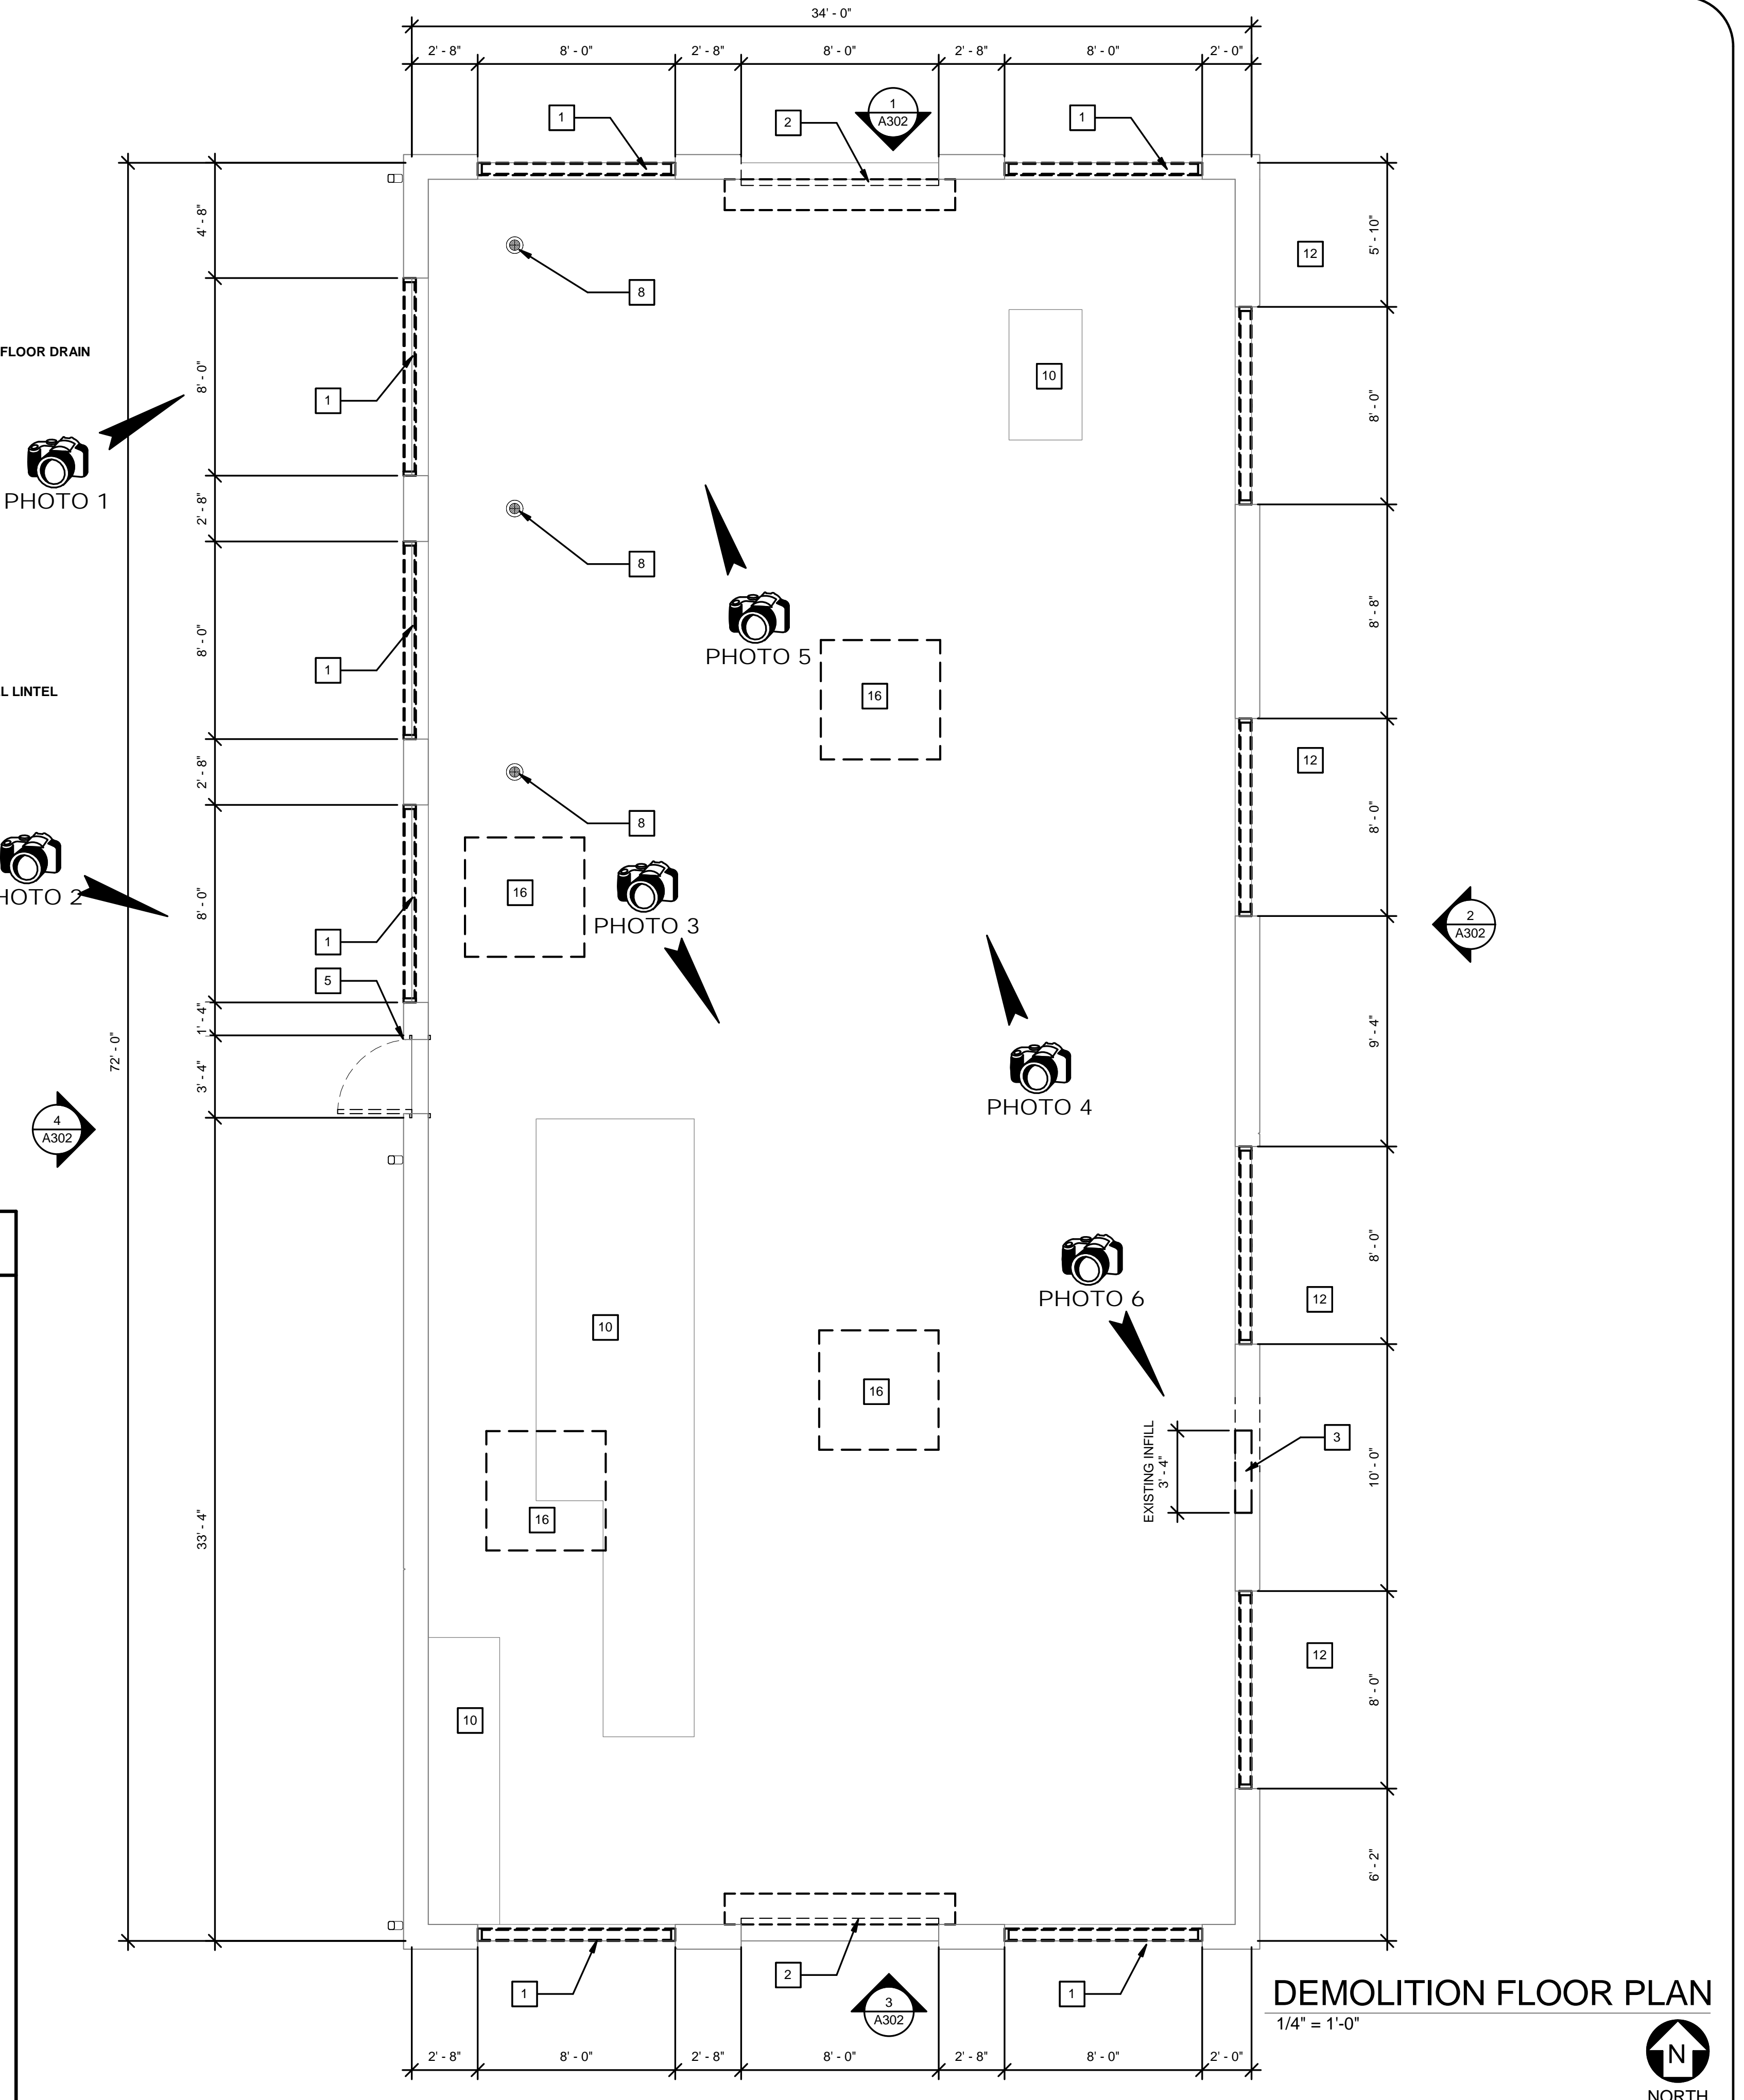 34' - 0"
2' - 8"
8' - 0"
2' - 8"
8' - 0"
2' - 8"
8' - 0"
2' - 0"
1
2
1
A302
1
4' - 8"
5' - 10"
12
8
FLOOR DRAIN
8' - 0"
1
10
8' - 0"
PHOTO 1
2' - 8"
8
8' - 0"
8' - 8"
1
PHOTO 5
L LINTEL
16
2' - 8"
12
8
8' - 0"
16
PHOTO 2
8' - 0"
PHOTO 3
1
2
A302
5
1' - 4"
9' - 4"
72' - 0"
3' - 4"
PHOTO 4
4
A302
8' - 0"
PHOTO 6
12
10
16
EXISTING INFILL
3' - 4"
3
10' - 0"
16
33' - 4"
12
8' - 0"
10
6' - 2"
1
2
3
A302
1
DEMOLITION FLOOR PLAN
1/4" = 1'-0"
2' - 8"
8' - 0"
2' - 8"
8' - 0"
2' - 8"
8' - 0"
2' - 0"
N
NORTH